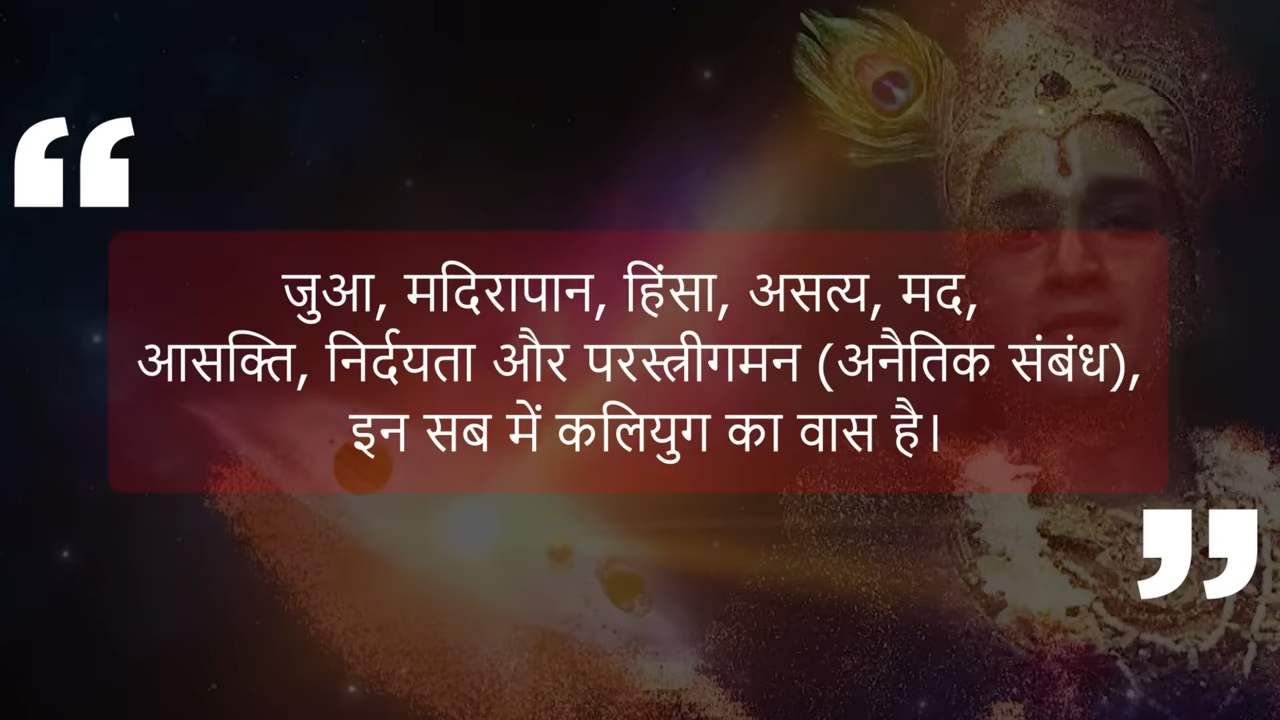 “
जुआ, मदिरापान, हिंसा, असत्य, मद,
आसक्ति, निर्दयता और परस्त्रीगमन (अनैतिक संबंध),
इन सब में कलियुग का वास है।
”